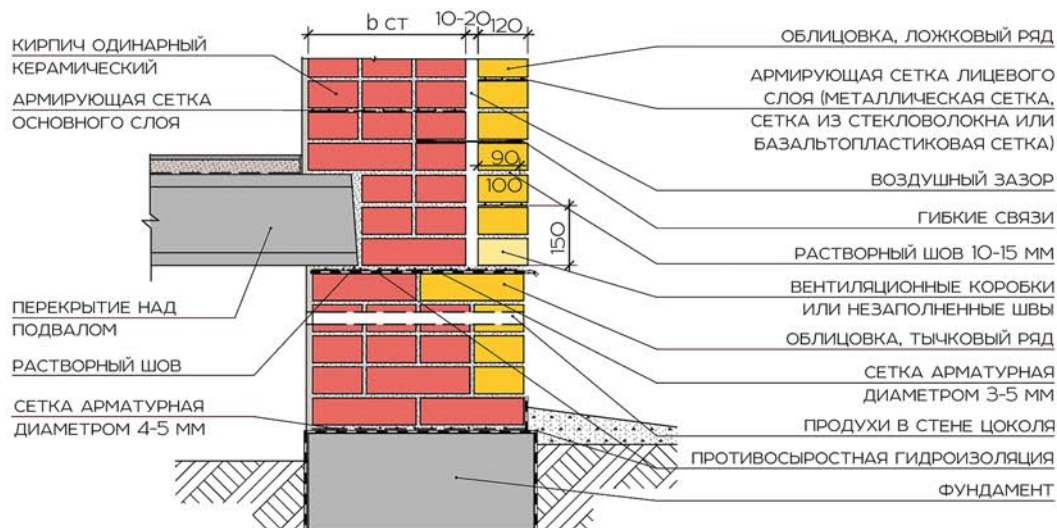 b ст 10-20 120
КИРПИЧ ОДИНАРНЫЙ
КЕРАМИЧЕСКИЙ
АРМИРУЮЩАЯ СЕТКА
ОСНОВНОГО СЛОЯ
ПЕРЕКРЫТИЕ НАД
ПОДВАЛОМ
РАСТВОРНЫЙ ШОВ
СЕТКА АРМАТУРНАЯ
ДИАМЕТРОМ 4-5 ММ
90
100
150
ОБЛИЦОВКА, ЛОЖКОВЫЙ РЯД
АРМИРУЮЩАЯ СЕТКА ЛИЦЕВОГО
СЛОЯ (МЕТАЛЛИЧЕСКАЯ СЕТКА,
СЕТКА ИЗ СТЕКЛОВОЛОКНА ИЛИ
БАЗАЛЬТОПЛАСТИКОВАЯ СЕТКА)
ВОЗДУШНЫЙ ЗАЗОР
ГИБКИЕ СВЯЗИ
РАСТВОРНЫЙ ШОВ 10-15 ММ
ВЕНТИЛЯЦИОННЫЕ КОРОБКИ
ИЛИ НЕЗАПОЛНЕННЫЕ ШВЫ
ОБЛИЦОВКА, ТЫЧКОВЫЙ РЯД
СЕТКА АРМАТУРНАЯ
ДИАМЕТРОМ 3-5 ММ
ПРОДУХИ В СТЕНЕ ЦОКОЛЯ
ПРОТИВОСЫРОСТНАЯ ГИДРОИЗОЛЯЦИЯ
ФУНДАМЕНТ